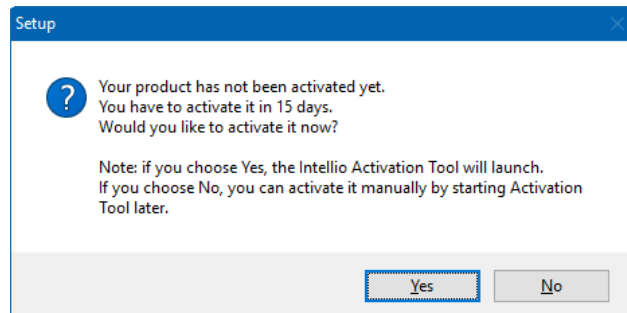 Setup
Your product has not been activated yet.
You have to activate it in 15 days.
Would you like to activate it now?
Note: if you choose Yes, the Intellio Activation Tool will launch.
If you choose No, you can activate it manually by starting Activation
Tool later.
Yes
No